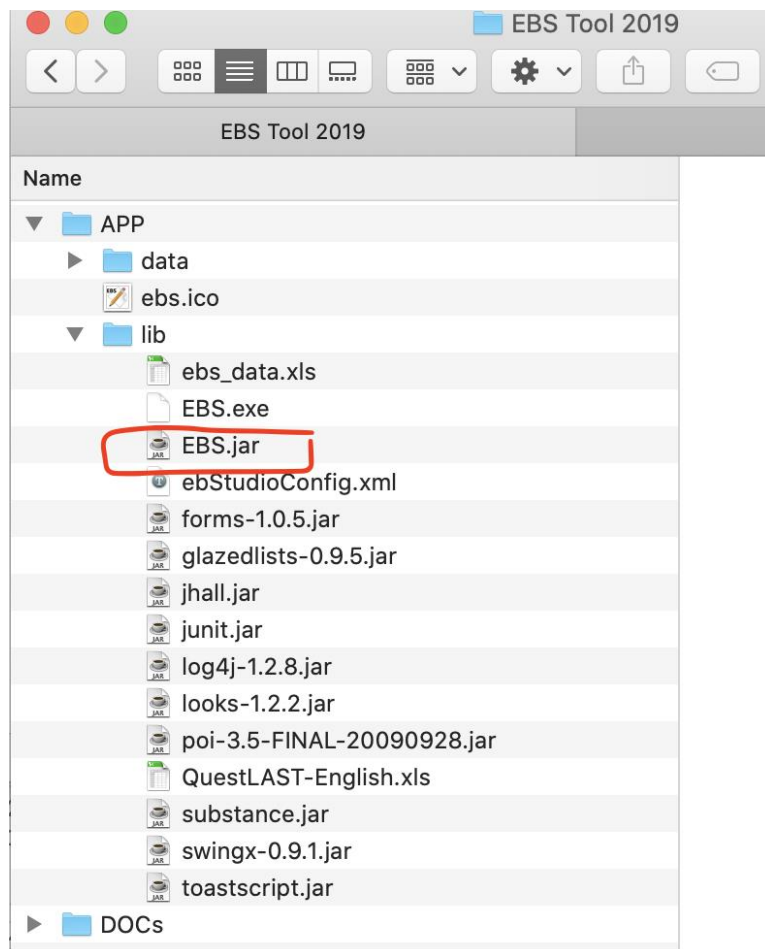 EBS Tool 2019
EBS Tool 2019
Name
APP
data
ebs.ico
lib
ebs_data.xls
EBS.exe
EBS.jar
ebStudioConfig.xml
forms-1.0.5.jar
glazedlists-0.9.5.jar
jhall.jar
junit.jar
log4j-1.2.8.jar
looks-1.2.2.jar
poi-3.5-FINAL-20090928.jar
QuestLAST-English.xls
substance.jar
swingx-0.9.1.jar
toastscript.jar
DOCs